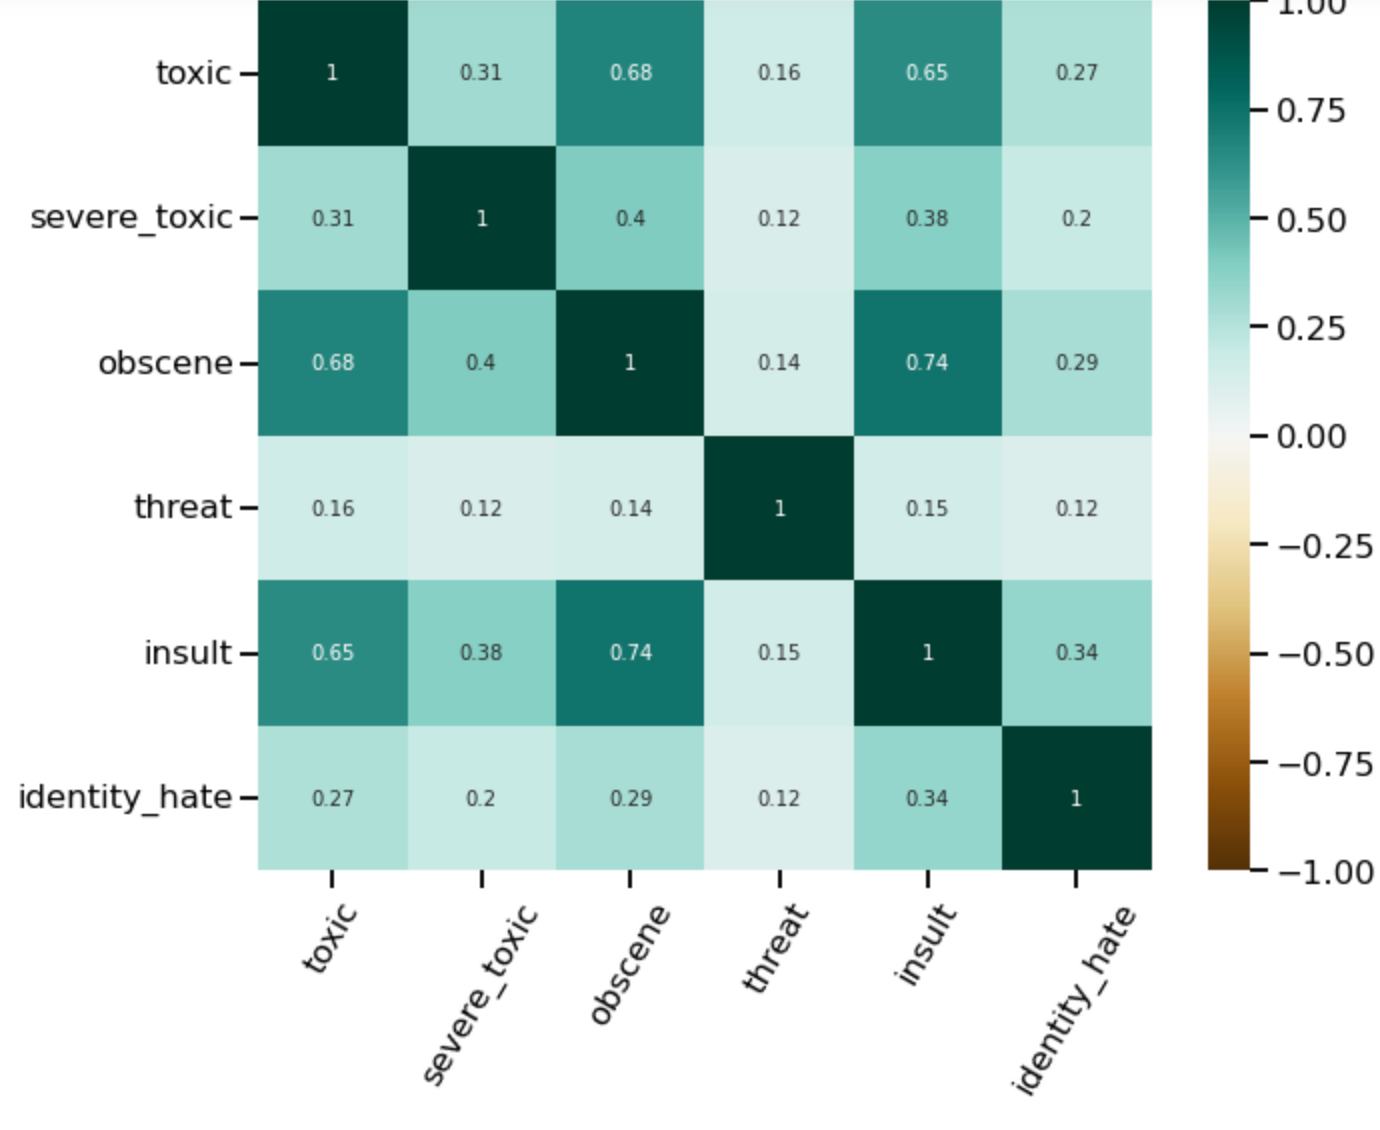 1.00
toxic 1 0.31 0.68 0.16 0.65 0.27
0.75
severe_toxic 0.31 1 0.4 0.12 0.38 0.2
0.50
0.25
obscene 0.68 0.4 1 0.14 0.74 0.29
0.00
threat 0.16 0.12 0.14 1 0.15 0.12
−0.25
insult 0.65 0.38 0.74 0.15 1 0.34
−0.50
−0.75
identity_hate 0.27 0.2 0.29 0.12 0.34 1
−1.00
toxic severe_toxic obscene threat insult identity_hate